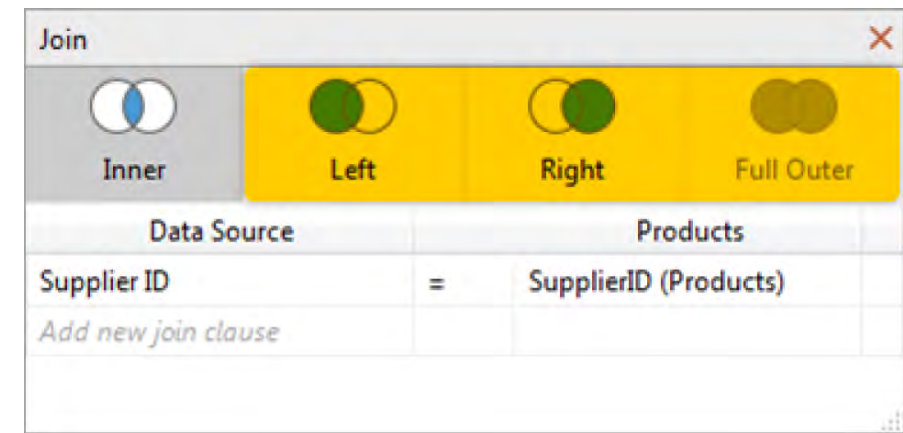 Join
Inner Left Right Full Outer
Data Source Products
Supplier ID = SupplierID (Products)
Add new join clause